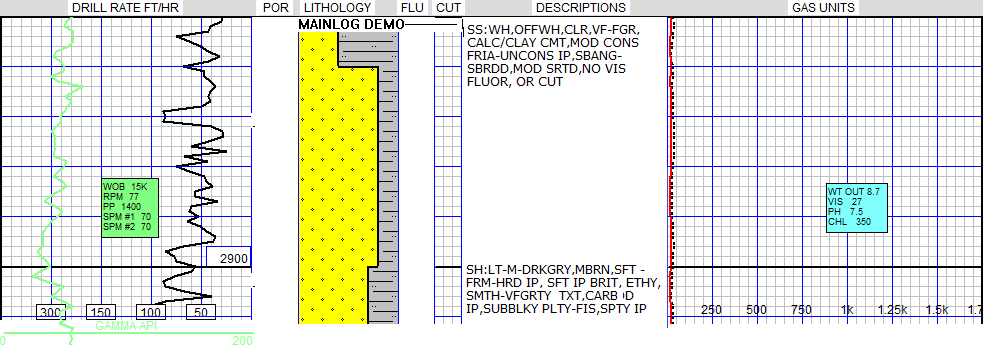 DRILL RATE FT/HR POR LITHOLOGY FLU CUT DESCRIPTIONS GAS UNITS
MAINLOG DEMO
SS:WH,OFFWH,CLR,VF-FGR,
CALC/CLAY CMT,MOD CONS
FRIA-UNCONS IP,SBANG-
SBRDD,MOD SRTD,NO VIS
FLUOR, OR CUT
WOB 15K
RPM 77
PP 1400
SPM #1 70
SPM #2 70
WT OUT 8.7
VIS 27
PH 7.5
CHL 350
2900
SH:LT-M-DRKGRY,MBRN,SFT -
FRM-HRD IP, SFT IP BRIT, ETHY,
SMTH-VFGRTY TXT,CARB ID
IP,SUBBLKY PLTY-FIS,SPTY IP
300 150 100 50
250 500 750 1k 1.25k 1.5k 1.7
GAMMA API
0 200